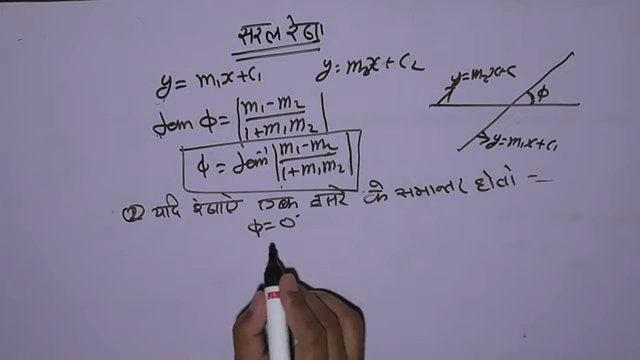 सरल रेखा
y = m₁x + c₁
y = m₂x + c₂
tan ϕ = |m₁ - m₂ / 1 + m₁m₂|
ϕ = tan⁻¹ |m₁ - m₂ / 1 + m₁m₂|
y = m₂x + c
ϕ
y = m₁x + c₁
② यदि रेखाएे एक दूसरे के समान्तर हो तो :-
ϕ = 0°